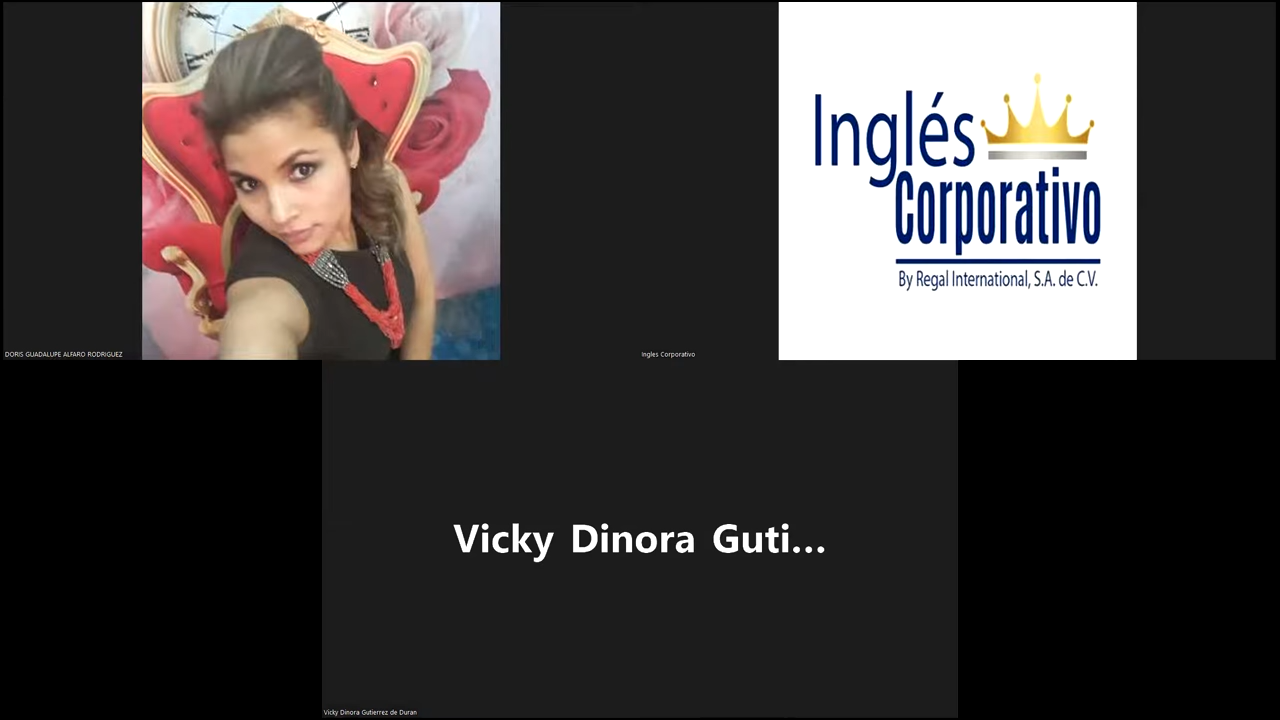 DORIS GUADALUPE ALFARO RODRIGUEZ
Inglés
Corporativo
By Regal International, S.A. de C.V.
Ingles Corporativo
Vicky Dinora Guti...
Vicky Dinora Gutierrez de Duran